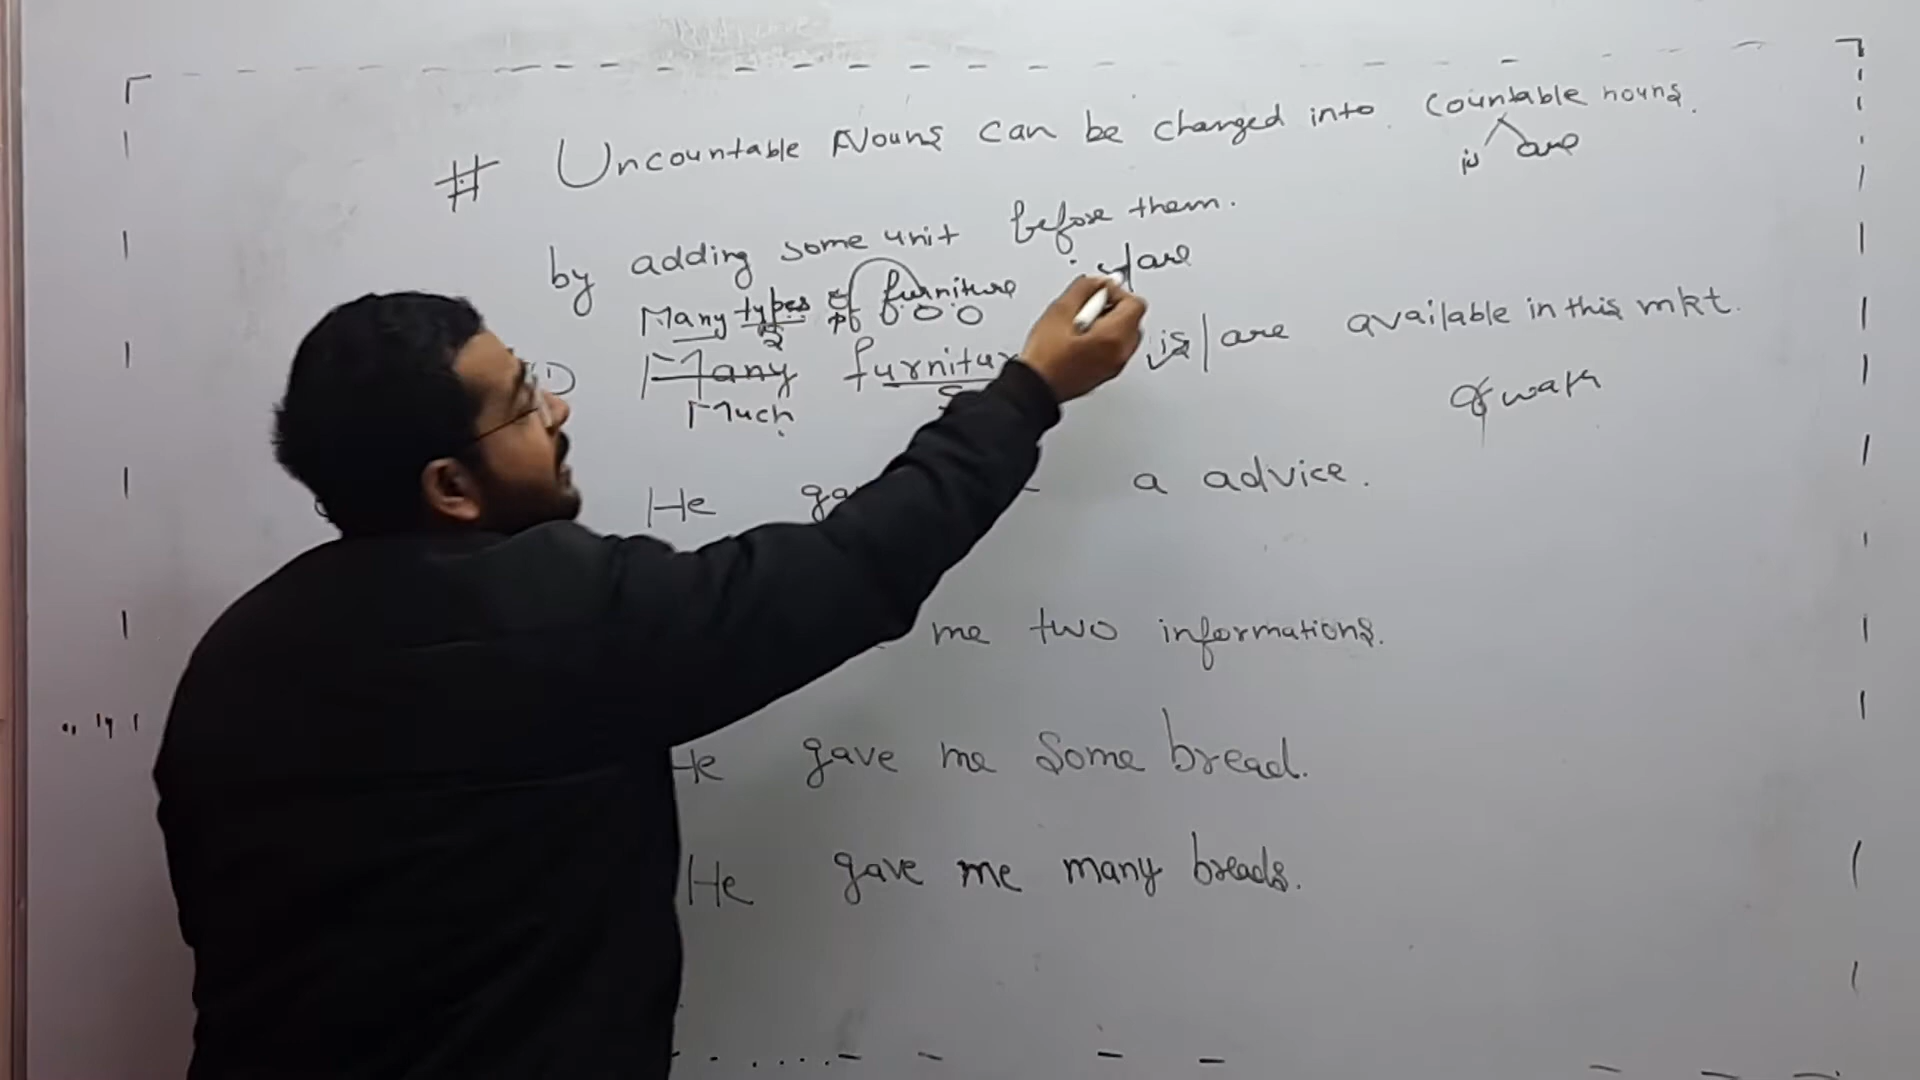 # Uncountable Nouns can be changed into countable nouns.
is are
by adding some unit before them.
Many types of furniture is/are
(1) Many furniture is/are available in this mkt.
Much
He a advice.
me two informations.
He gave me some bread.
He gave me many breads.